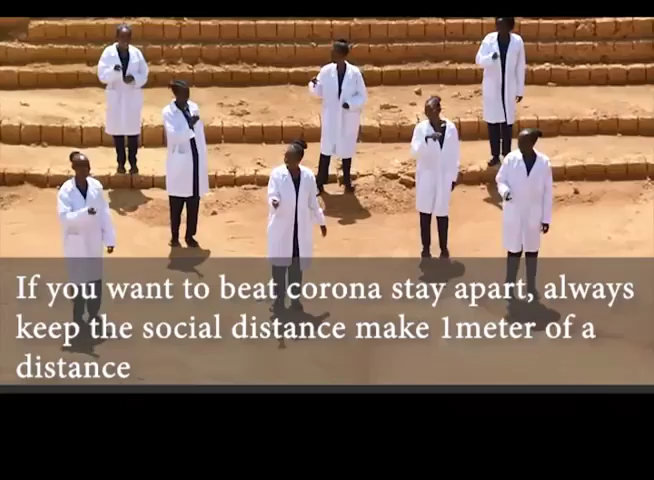 If you want to beat corona stay apart, always
keep the social distance make 1meter of a
distance